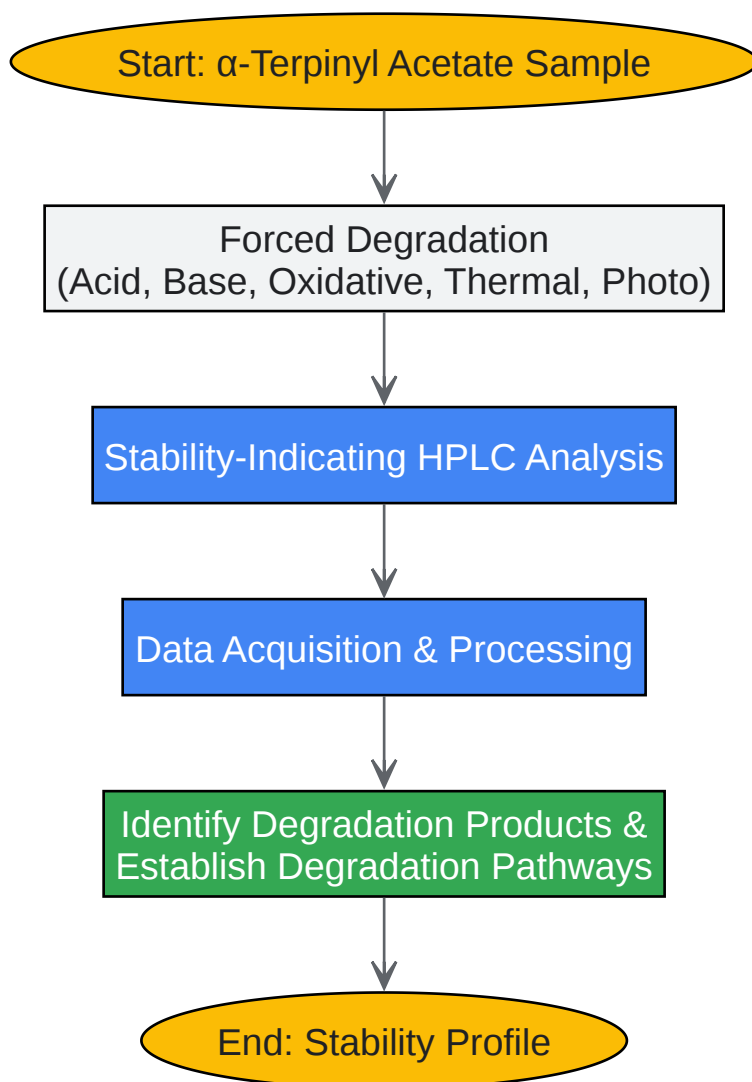 Start: α-Terpinyl Acetate Sample
Forced Degradation
(Acid, Base, Oxidative, Thermal, Photo)
Stability-Indicating HPLC Analysis
Data Acquisition & Processing
Identify Degradation Products &
Establish Degradation Pathways
End: Stability Profile